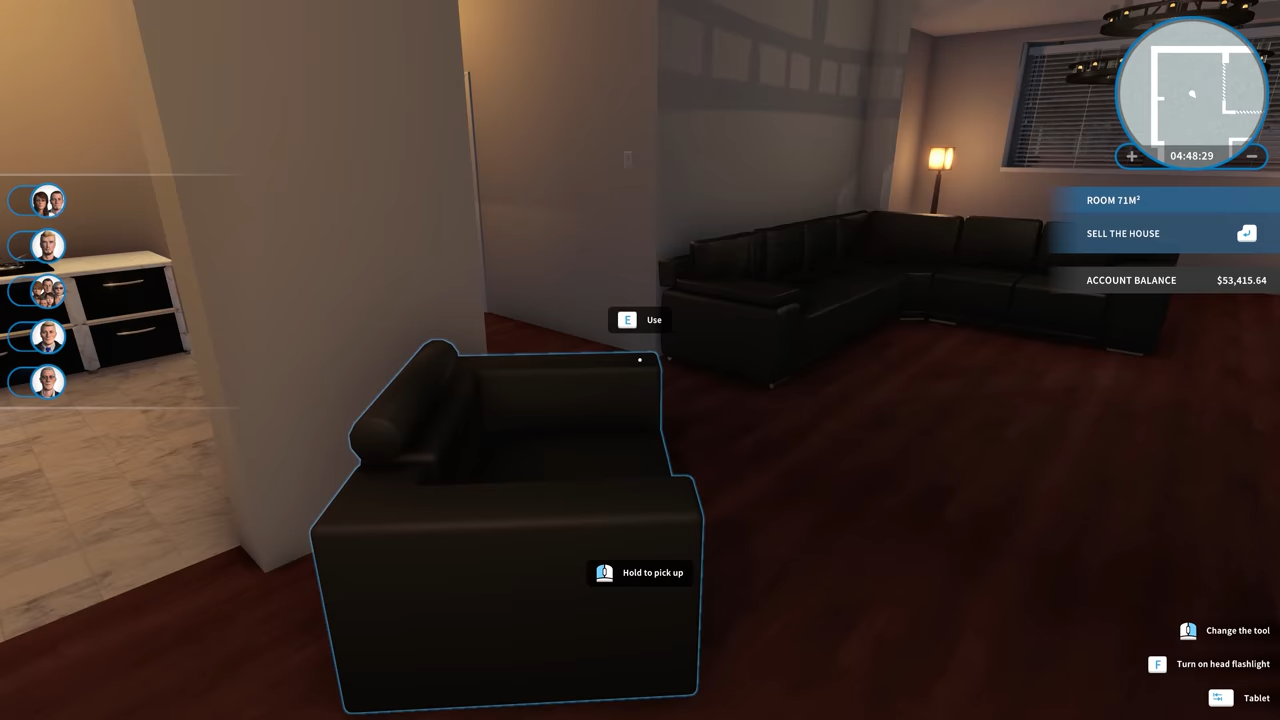 04:48:29
ROOM 71M²
SELL THE HOUSE
ACCOUNT BALANCE $53,415.64
E Use
Hold to pick up
Change the tool
F Turn on head flashlight
Tablet